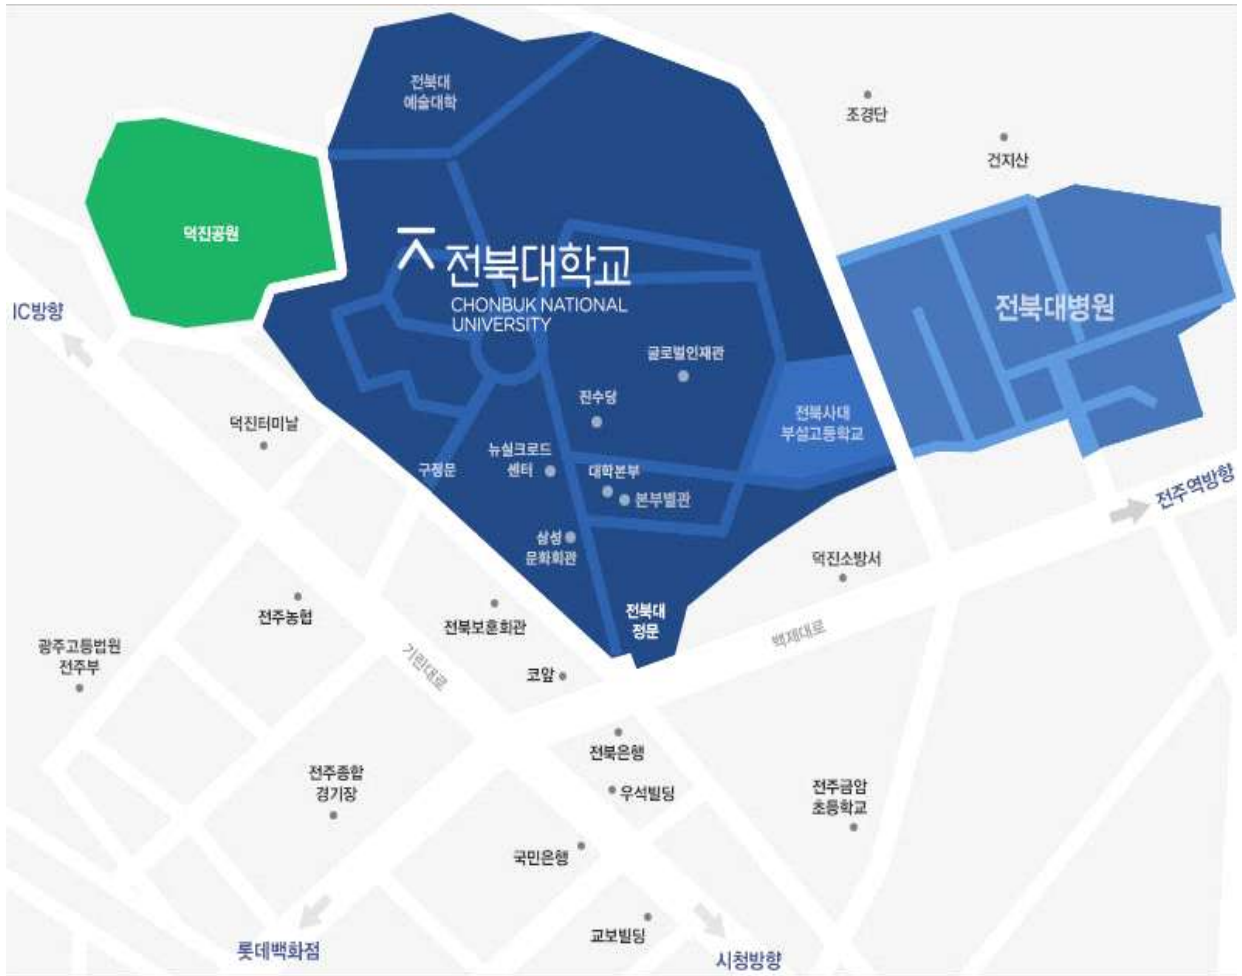 전북대
예술대학
조경단
건지산
덕진공원
전북대학교
CHONBUK NATIONAL
UNIVERSITY
전북대병원
IC방향
글로벌인재관
진수당
전북사대
부설고등학교
덕진터미날
뉴실크로드
센터
구정문
대학본부
본부별관
전주역방향
삼성
문화회관
덕진소방서
전주농협
전북보훈회관
전북대
정문
백제대로
광주고등법원
전주부
기린대로
코앞
전북은행
전주종합
경기장
우석빌딩
전주금암
초등학교
국민은행
교보빌딩
롯데백화점
시청방향